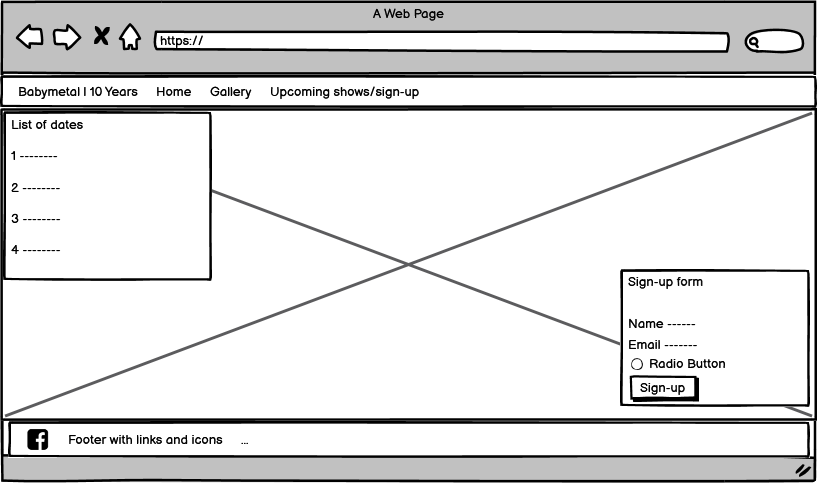 A Web Page
https://
Babymetal | 10 Years Home Gallery Upcoming shows/sign-up
List of dates
1 --------
2 --------
3 --------
4 --------
Sign-up form
Name ------
Email -------
Radio Button
Sign-up
Footer with links and icons ...